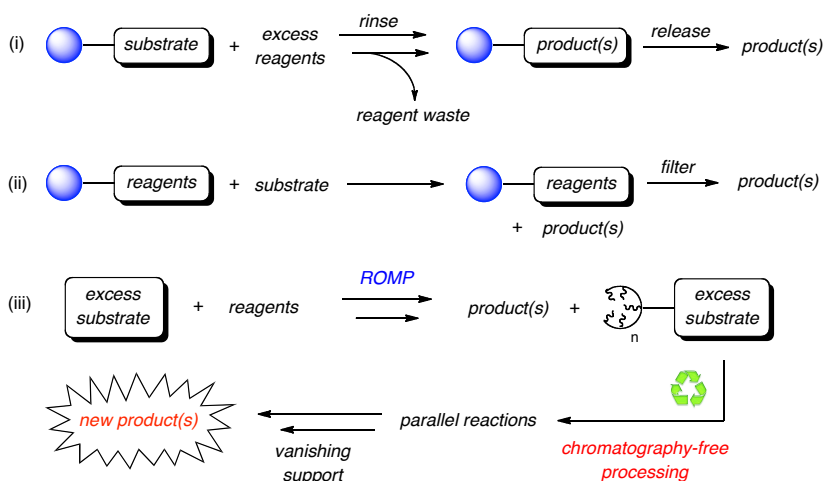 (i) substrate + excess reagents rinse product(s) release product(s)
reagent waste
(ii) reagents + substrate reagents filter product(s)
+ product(s)
(iii) excess substrate + reagents ROMP product(s) + n excess substrate
new product(s) vanishing support parallel reactions chromatography-free processing